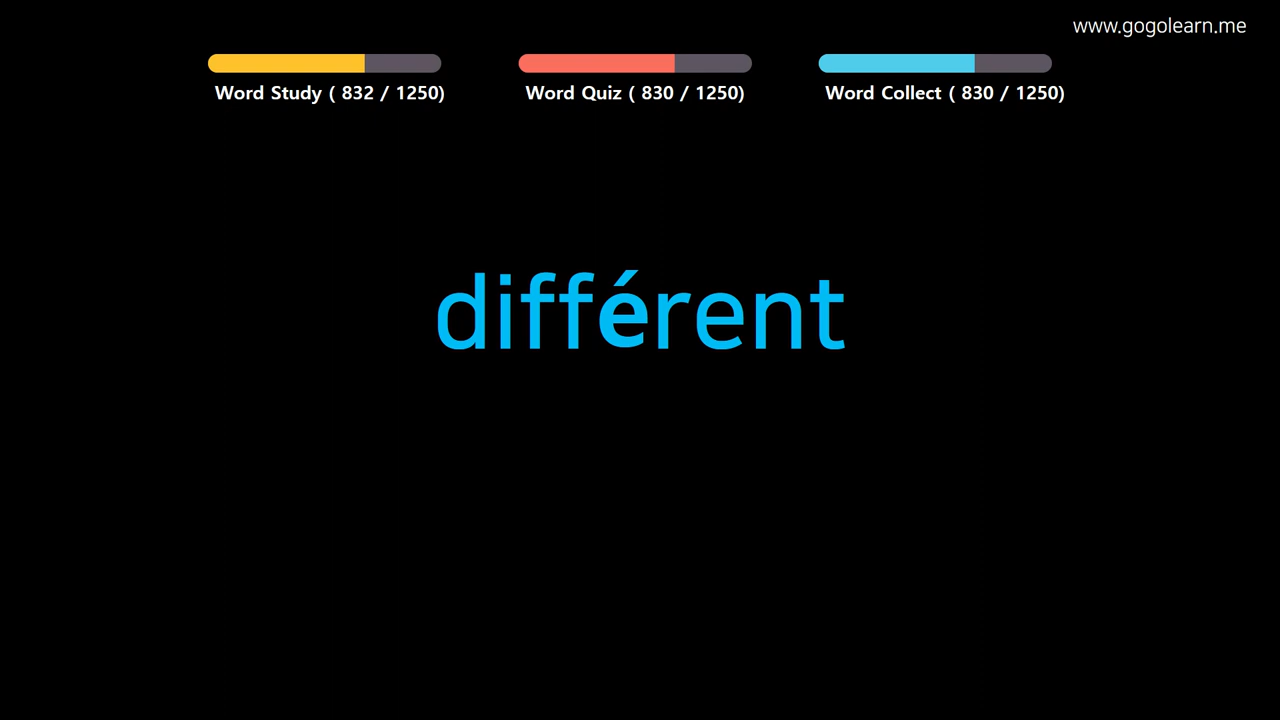 www.gogolearn.me
Word Study ( 832 / 1250)
Word Quiz ( 830 / 1250)
Word Collect ( 830 / 1250)
différent